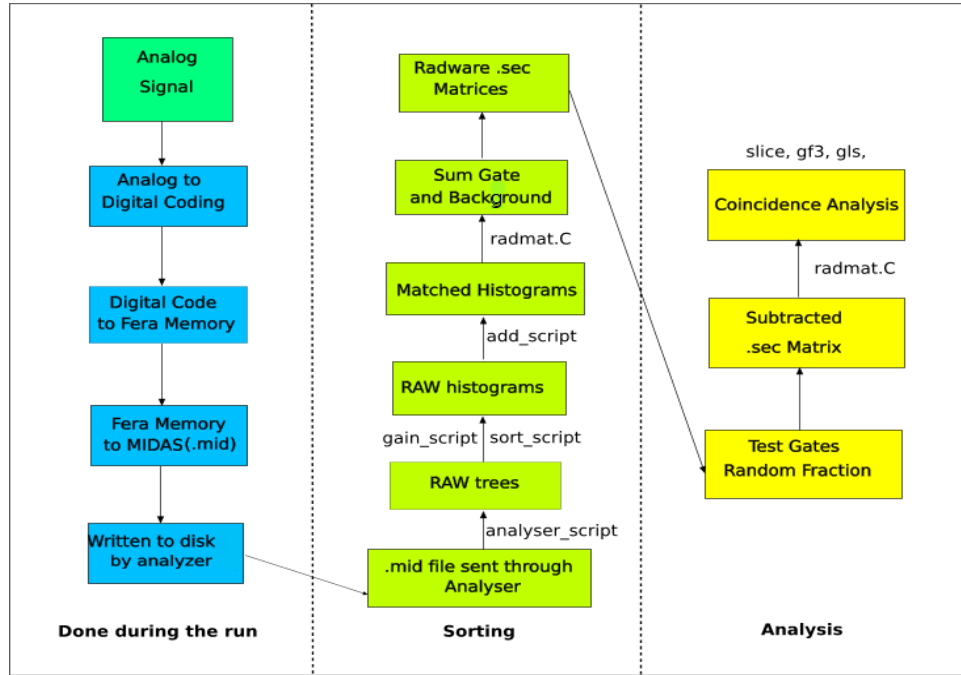 Analog
Signal
Analog to
Digital Coding
Digital Code
to Fera Memory
Fera Memory
to MIDAS(.mid)
Written to disk
by analyzer
Done during the run
Radware .sec
Matrices
Sum Gate
and Background
radmat.C
Matched Histograms
add_script
RAW histograms
gain_script sort_script
RAW trees
analyser_script
.mid file sent through
Analyser
Sorting
slice, gf3, gls,
Coincidence Analysis
radmat.C
Subtracted
.sec Matrix
Test Gates
Random Fraction
Analysis